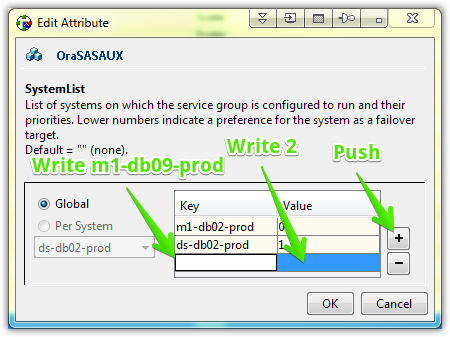 Edit Attribute
OraSASAUX
SystemList
List of systems on which the service group is configured to run and their
priorities. Lower numbers indicate a preference for the system as a failover
target.
Default = "" (none).
Write m1-db09-prod
Write 2
Push
Global
Per System
ds-db02-prod
Key Value
m1-db02-prod 0
ds-db02-prod 1
+
−
OK Cancel